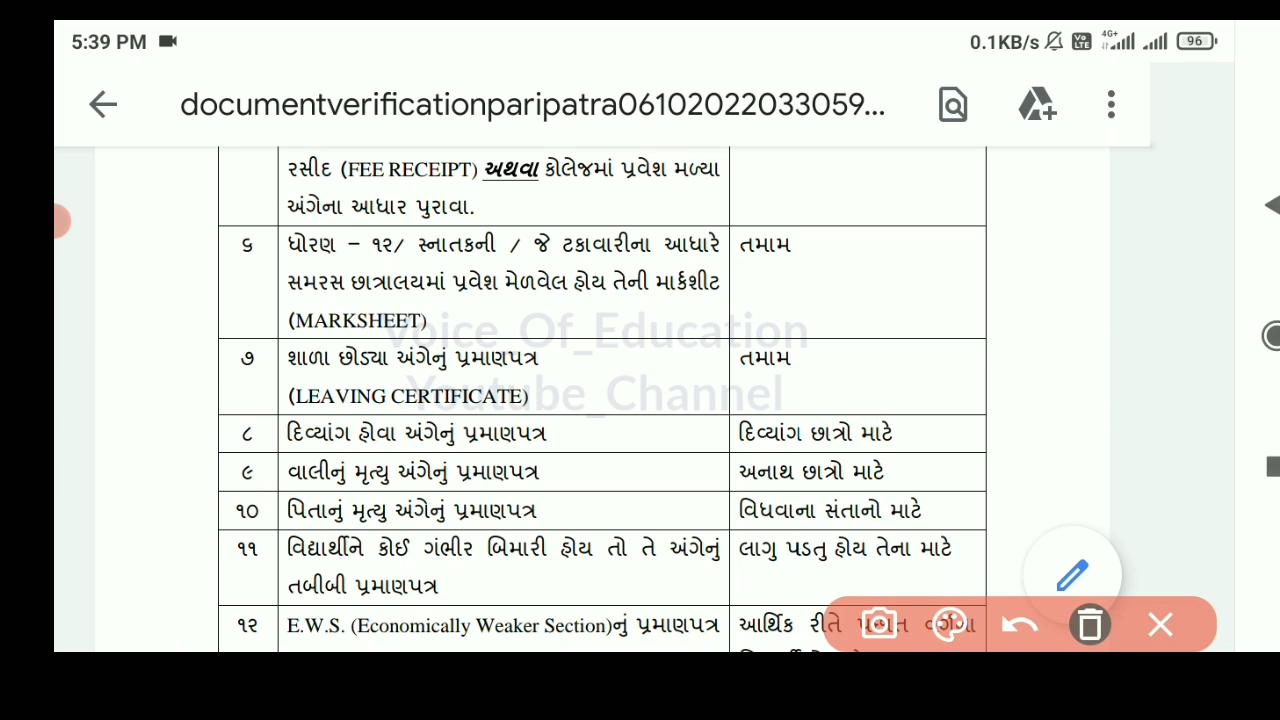 5:39 PM
0.1KB/s Vo LTE 4G+ 96
documentverificationparipatra06102022033059...
રસીદ (FEE RECEIPT) અથવા કોલેજમાં પ્રવેશ મળ્યા
અંગેના આધાર પુરાવા.
૬ ધોરણ – ૧૨/ સ્નાતકની / જે ટકાવારીના આધારે તમામ
સમરસ છાત્રાલયમાં પ્રવેશ મેળવેલ હોય તેની માર્કશીટ
(MARKSHEET)
Voice_Of_Education
૭ શાળા છોડ્યા અંગેનું પ્રમાણપત્ર તમામ
(LEAVING CERTIFICATE)
Youtube_Channel
૮ દિવ્યાંગ હોવા અંગેનું પ્રમાણપત્ર દિવ્યાંગ છાત્રો માટે
૯ વાલીનું મૃત્યુ અંગેનું પ્રમાણપત્ર અનાથ છાત્રો માટે
૧૦ પિતાનું મૃત્યુ અંગેનું પ્રમાણપત્ર વિધવાના સંતાનો માટે
૧૧ વિદ્યાર્થીને કોઈ ગંભીર બિમારી હોય તો તે અંગેનું લાગુ પડતુ હોય તેના માટે
તબીબી પ્રમાણપત્ર
૧૨ E.W.S. (Economically Weaker Section)નું પ્રમાણપત્ર આર્થિક રીતે